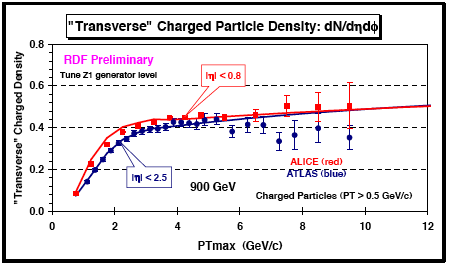 "Transverse" Charged Particle Density: dN/dηdφ
0.8
0.6
0.4
0.2
0.0
"Transverse" Charged Density
RDF Preliminary
Tune Z1 generator level
|η| < 0.8
|η| < 2.5
900 GeV
ALICE (red)
ATLAS (blue)
Charged Particles (PT > 0.5 GeV/c)
0 2 4 6 8 10 12
PTmax (GeV/c)